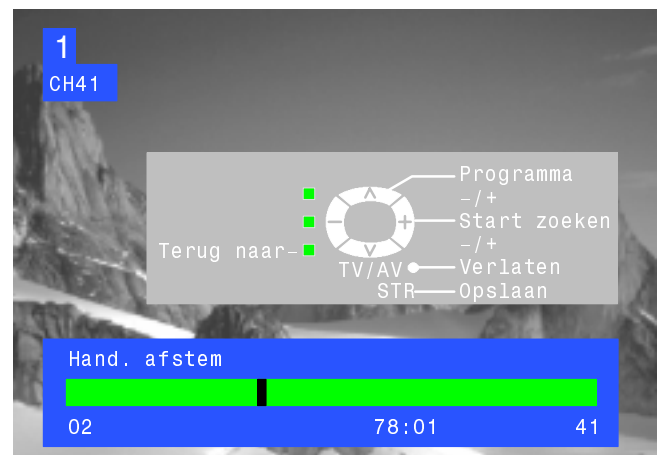 1
CH41
Programma
-/+
Start zoeken
-/+
Terug naar-
TV/AV
Verlaten
STR
Opslaan
Hand. afstem
02 78:01 41